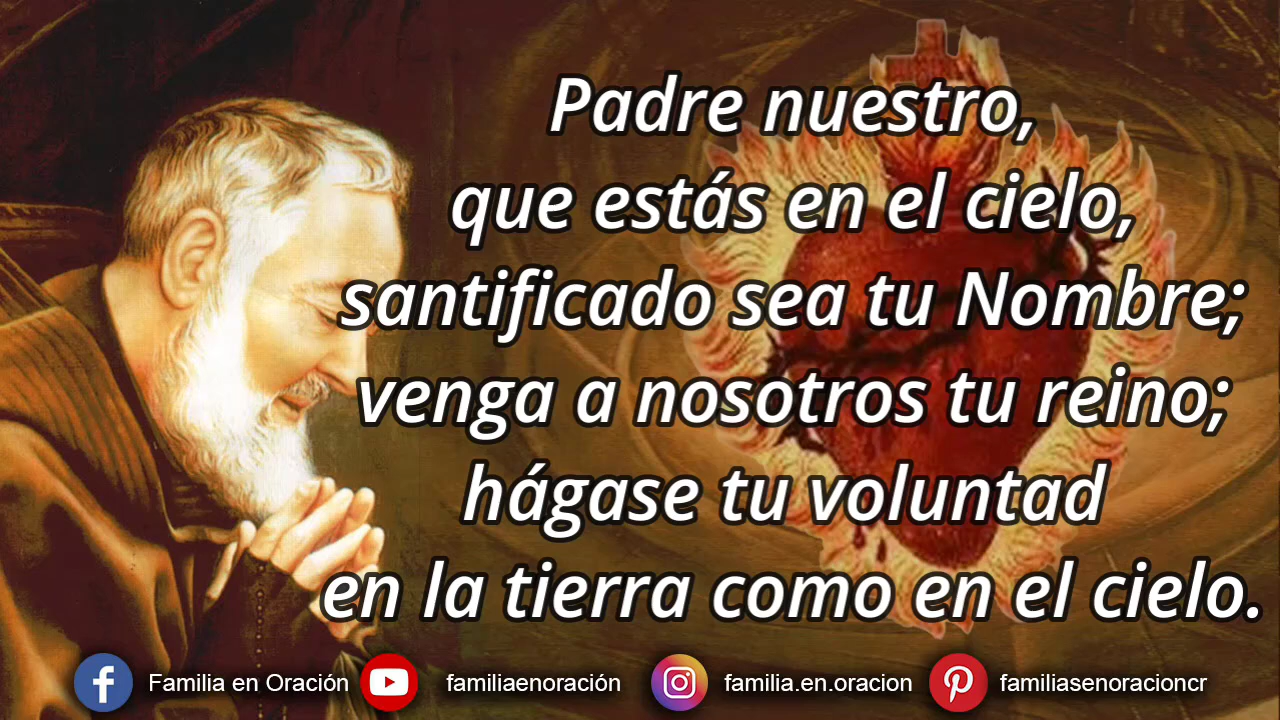 Padre nuestro,
que estás en el cielo,
santificado sea tu Nombre;
venga a nosotros tu reino;
hágase tu voluntad
en la tierra como en el cielo.
Familia en Oración familiaenoración familia.en.oracion familiasenoracioncr